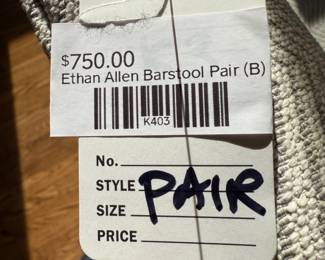 $750.00
Ethan Allen Barstool Pair (B)
K403
No.
STYLE PAIR
SIZE
PRICE